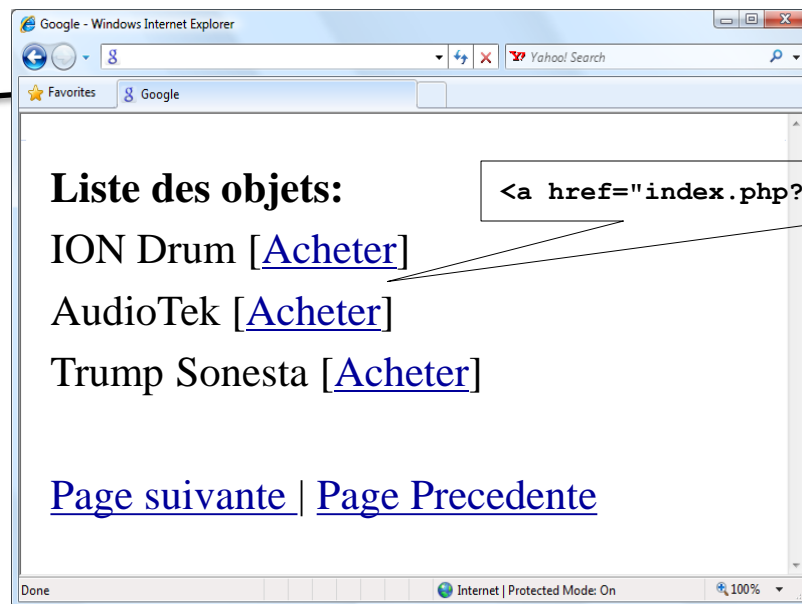 Google - Windows Internet Explorer
Yahoo! Search
Favorites
Google
Liste des objets:
<a href="index.php?
ION Drum [Acheter]
AudioTek [Acheter]
Trump Sonesta [Acheter]
Page suivante | Page Precedente
Done
Internet | Protected Mode: On
100%